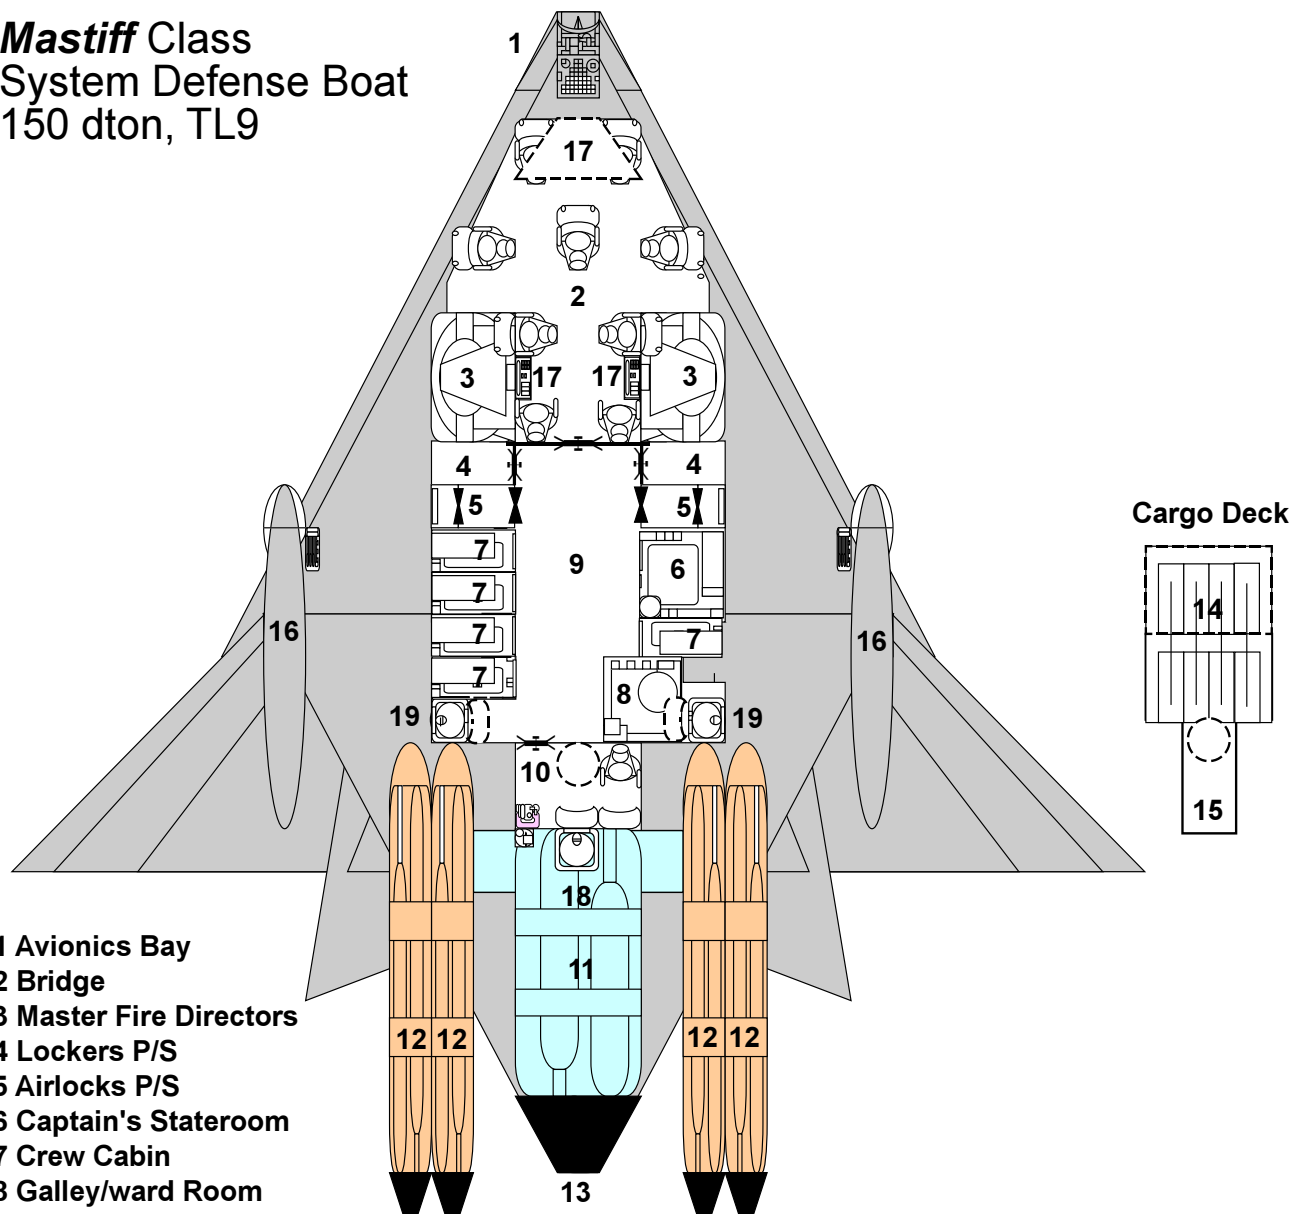 Mastiff Class
System Defense Boat
150 dton, TL9
1
17
2
3
17
17
3
4
4
5
5
Cargo Deck
7
9
6
7
14
16
7
7
16
7
8
19
19
10
15
18
11
1 Avionics Bay
2 Bridge
3 Master Fire Directors
12
12
12
12
4 Lockers P/S
5 Airlocks P/S
6 Captain's Stateroom
7 Crew Cabin
8 Galley/ward Room
13